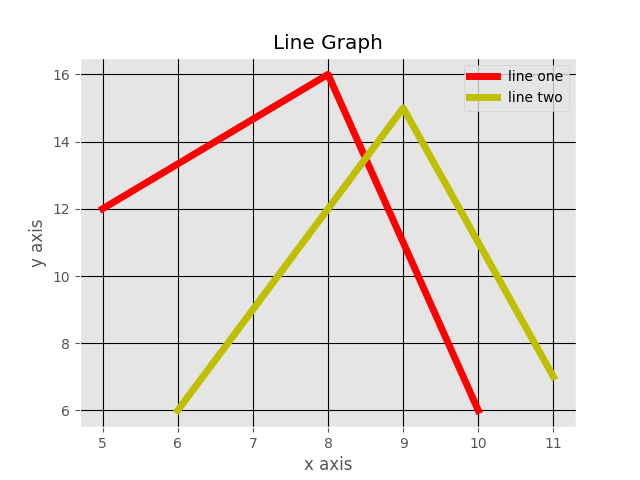 Line Graph
line one
line two
y axis
16
14
12
10
8
6
5 6 7 8 9 10 11
x axis